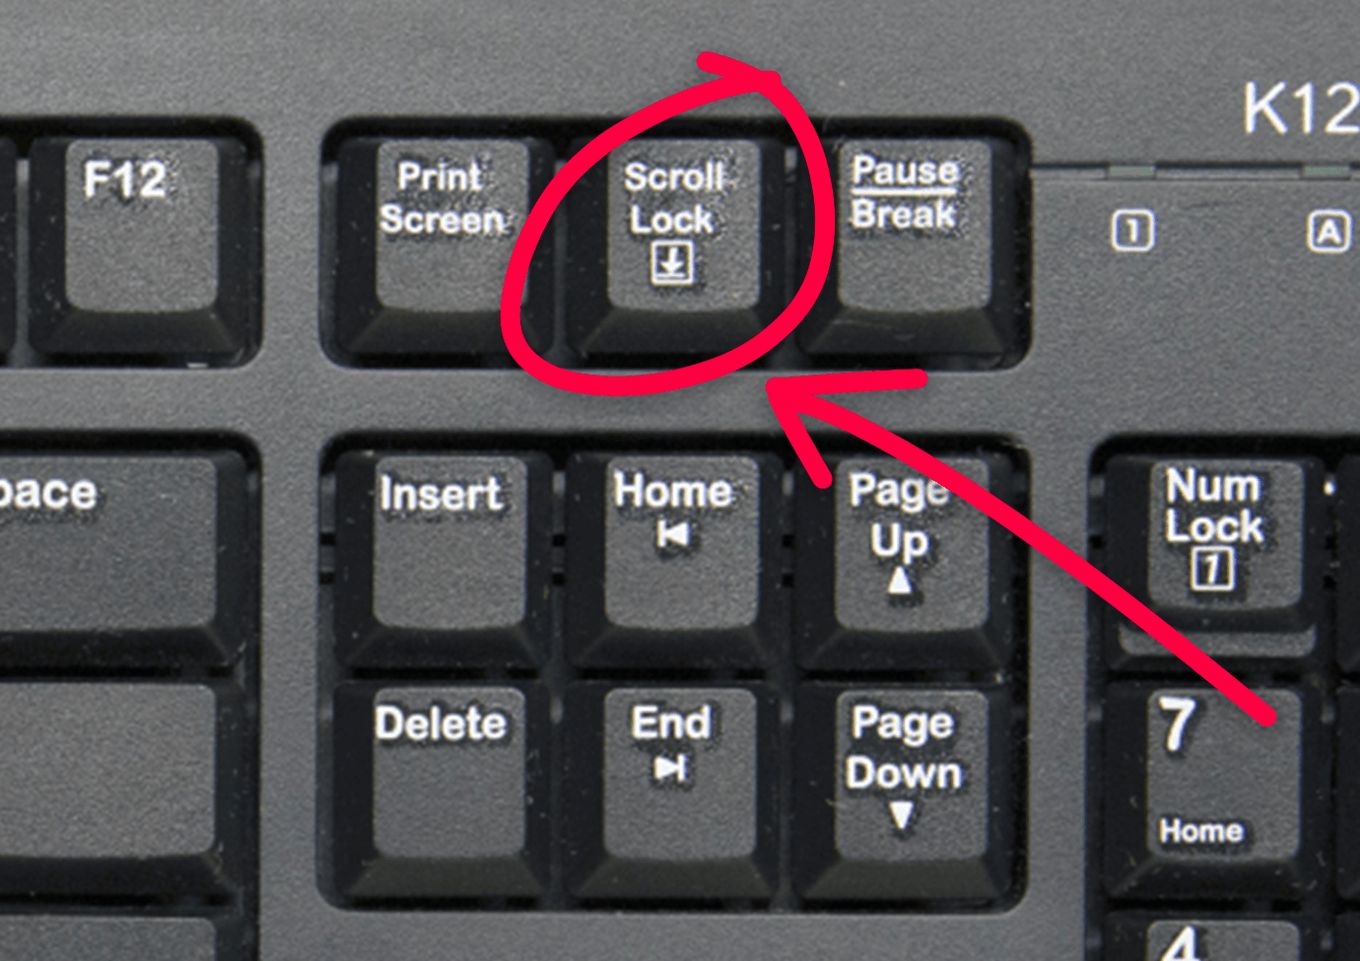 K12
F12
Print
Screen
Scroll
Lock
Pause
Break
1
A
pace
Insert
Home
Page
Up
Num
Lock
1
Delete
End
Page
Down
7
Home
4